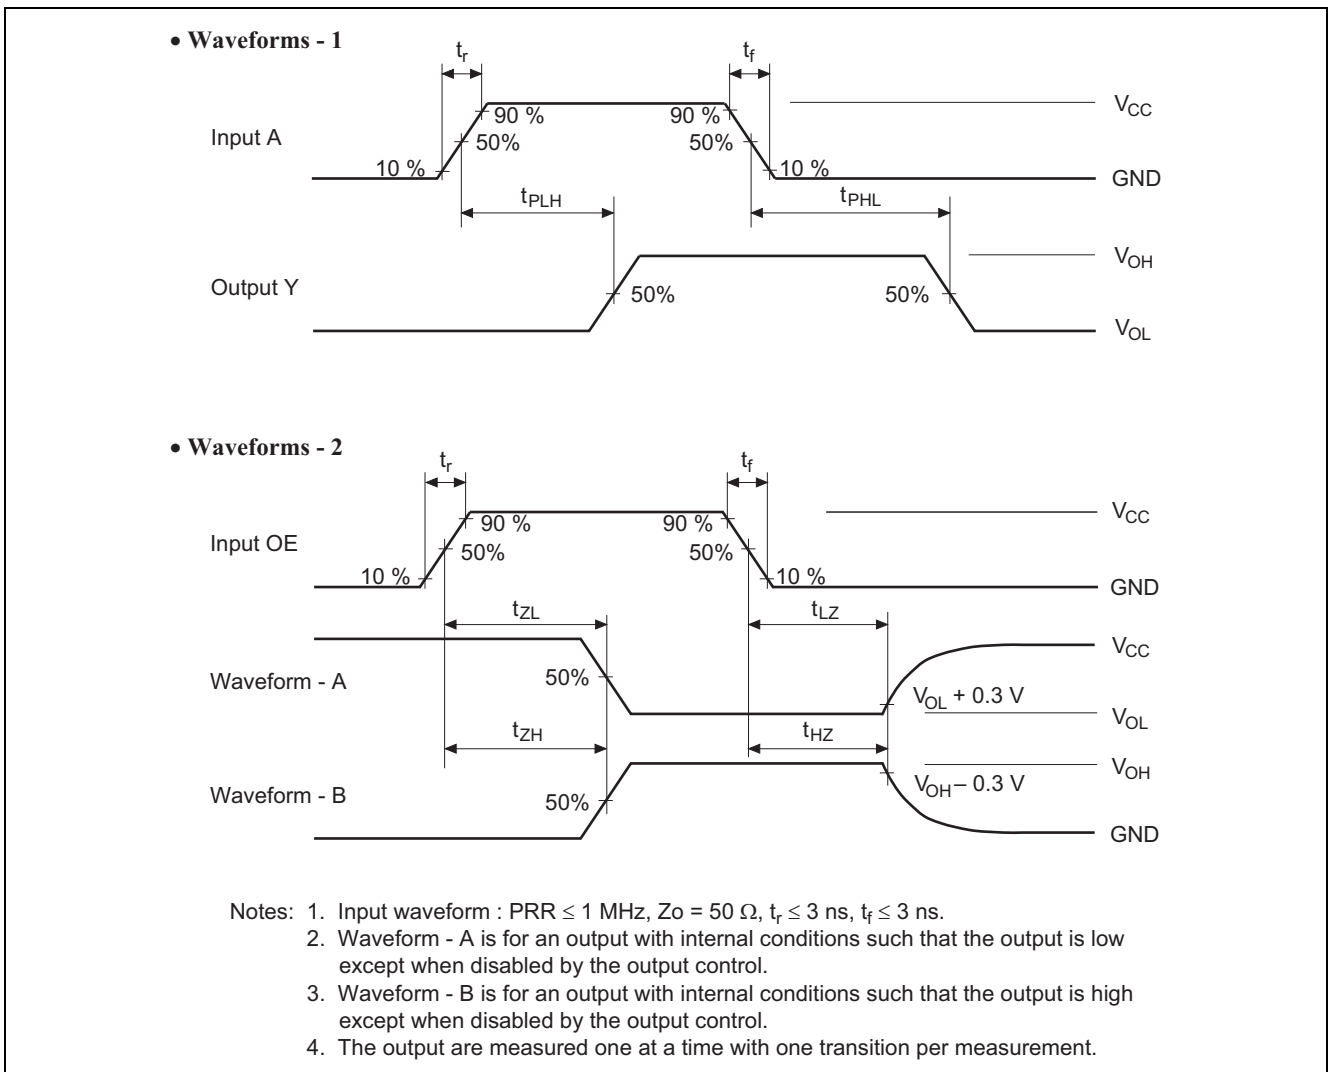 • Waveforms - 1
tr
tf
90 %
90 %
VCC
Input A
50%
50%
10 %
10 %
GND
tPLH
tPHL
VOH
Output Y
50%
50%
VOL
• Waveforms - 2
tr
tf
90 %
90 %
VCC
Input OE
50%
50%
10 %
10 %
GND
tZL
tLZ
VCC
Waveform - A
50%
VOL + 0.3 V
VOL
tZH
tHZ
VOH
Waveform - B
50%
VOH – 0.3 V
GND
Notes: 1. Input waveform : PRR ≤ 1 MHz, Zo = 50 Ω, tr ≤ 3 ns, tf ≤ 3 ns.
2. Waveform - A is for an output with internal conditions such that the output is low
except when disabled by the output control.
3. Waveform - B is for an output with internal conditions such that the output is high
except when disabled by the output control.
4. The output are measured one at a time with one transition per measurement.